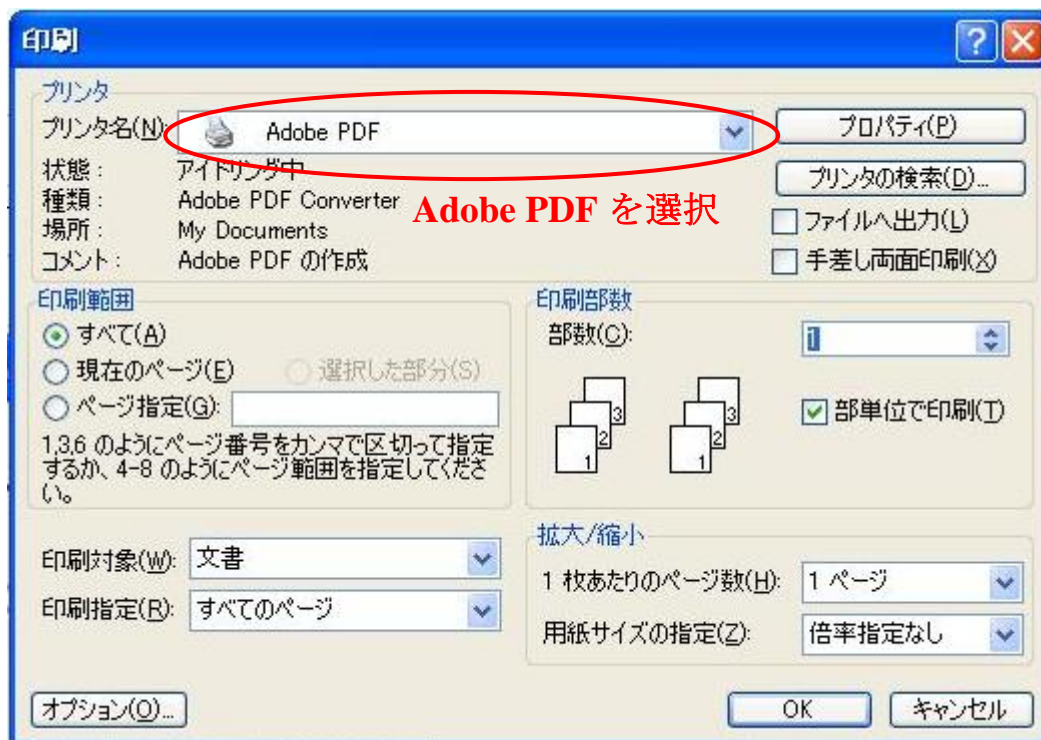 印刷
プリンタ
プリンタ名(N): Adobe PDF プロパティ(P)
状態： アイドリング中 プリンタの検索(D)...
種類： Adobe PDF Converter
Adobe PDF を選択
場所： My Documents ファイルへ出力(L)
コメント： Adobe PDF の作成 手差し両面印刷(X)
印刷範囲
すべて(A)
現在のページ(E) 選択した部分(S)
ページ指定(G):
1,3,6 のようにページ番号をカンマで区切って指定
するか、4-8 のようにページ範囲を指定してくださ
い。
印刷部数
部数(C): 1
1 2 3 1 2 3
部単位で印刷(T)
印刷対象(W): 文書
印刷指定(R): すべてのページ
拡大/縮小
1 枚あたりのページ数(H): 1 ページ
用紙サイズの指定(Z): 倍率指定なし
オプション(O)... OK キャンセル